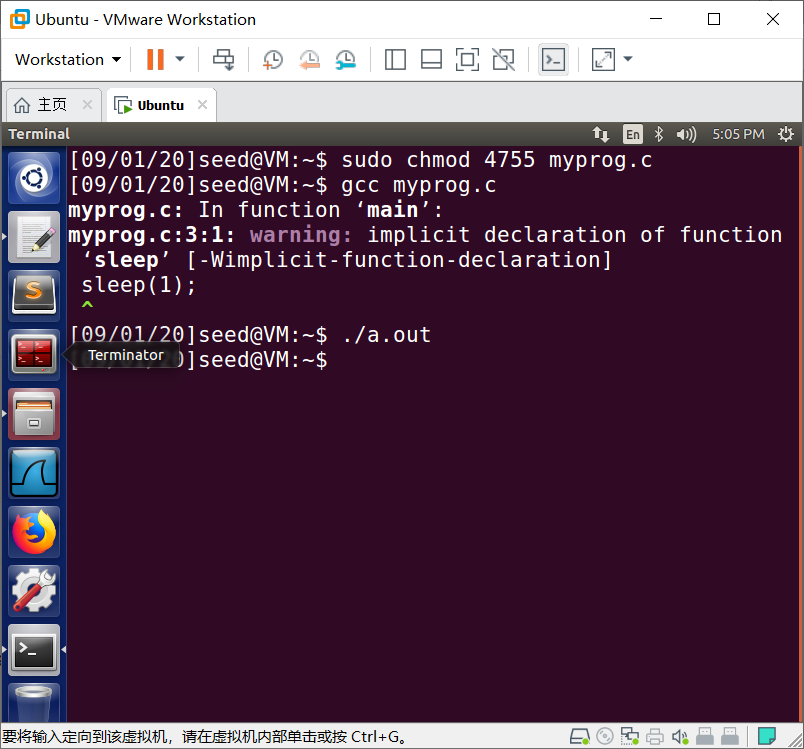 Ubuntu - VMware Workstation
Workstation
主页
Ubuntu
Terminal
En
5:05 PM
[09/01/20]seed@VM:~$ sudo chmod 4755 myprog.c
[09/01/20]seed@VM:~$ gcc myprog.c
myprog.c: In function ‘main’:
myprog.c:3:1: warning: implicit declaration of function
‘sleep’ [-Wimplicit-function-declaration]
sleep(1);
^
[09/01/20]seed@VM:~$ ./a.out
Terminator
[09/01/20]seed@VM:~$
要将输入定向到该虚拟机，请在虚拟机内部单击或按 Ctrl+G。